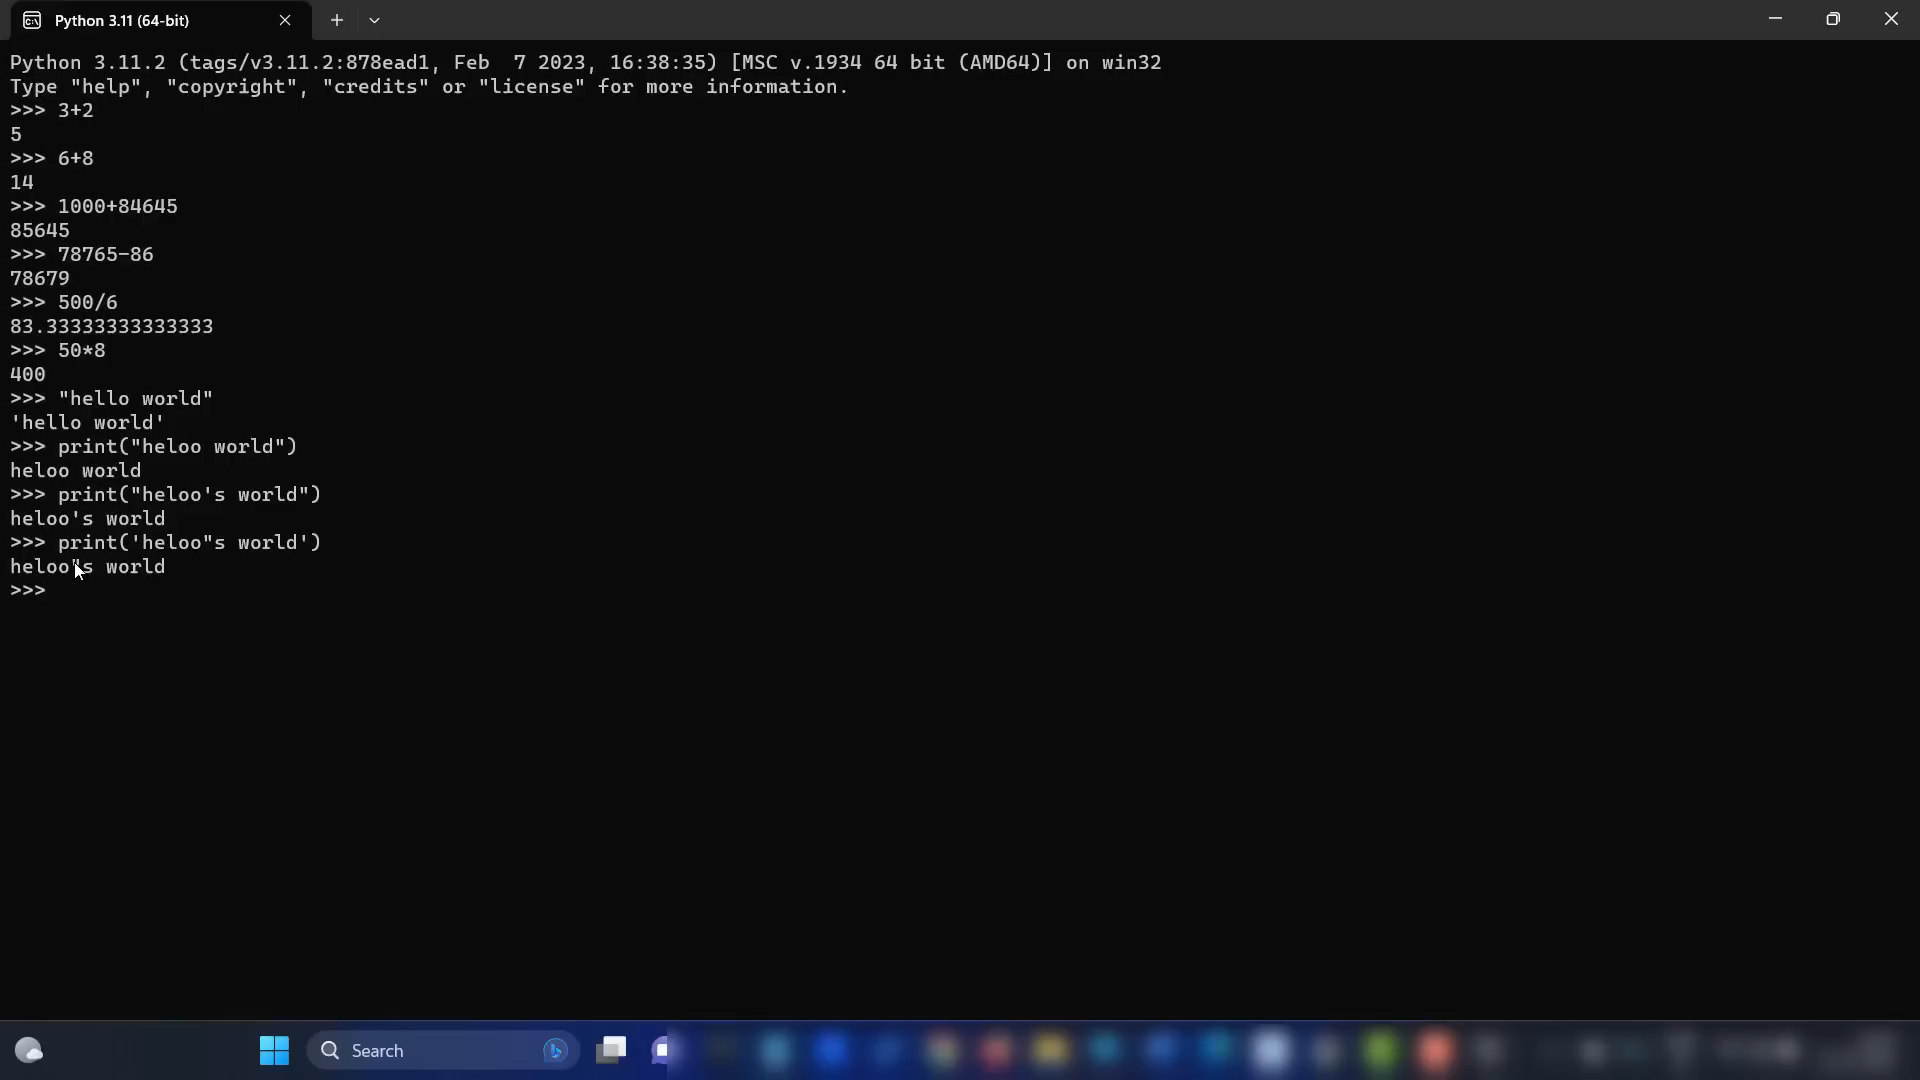 Python 3.11 (64-bit)
Python 3.11.2 (tags/v3.11.2:878ead1, Feb  7 2023, 16:38:35) [MSC v.1934 64 bit (AMD64)] on win32
Type "help", "copyright", "credits" or "license" for more information.
>>> 3+2
5
>>> 6+8
14
>>> 1000+84645
85645
>>> 78765-86
78679
>>> 500/6
83.33333333333333
>>> 50*8
400
>>> "hello world"
'hello world'
>>> print("heloo world")
heloo world
>>> print("heloo's world")
heloo's world
>>> print('heloo"s world')
heloo"s world
>>>
Search